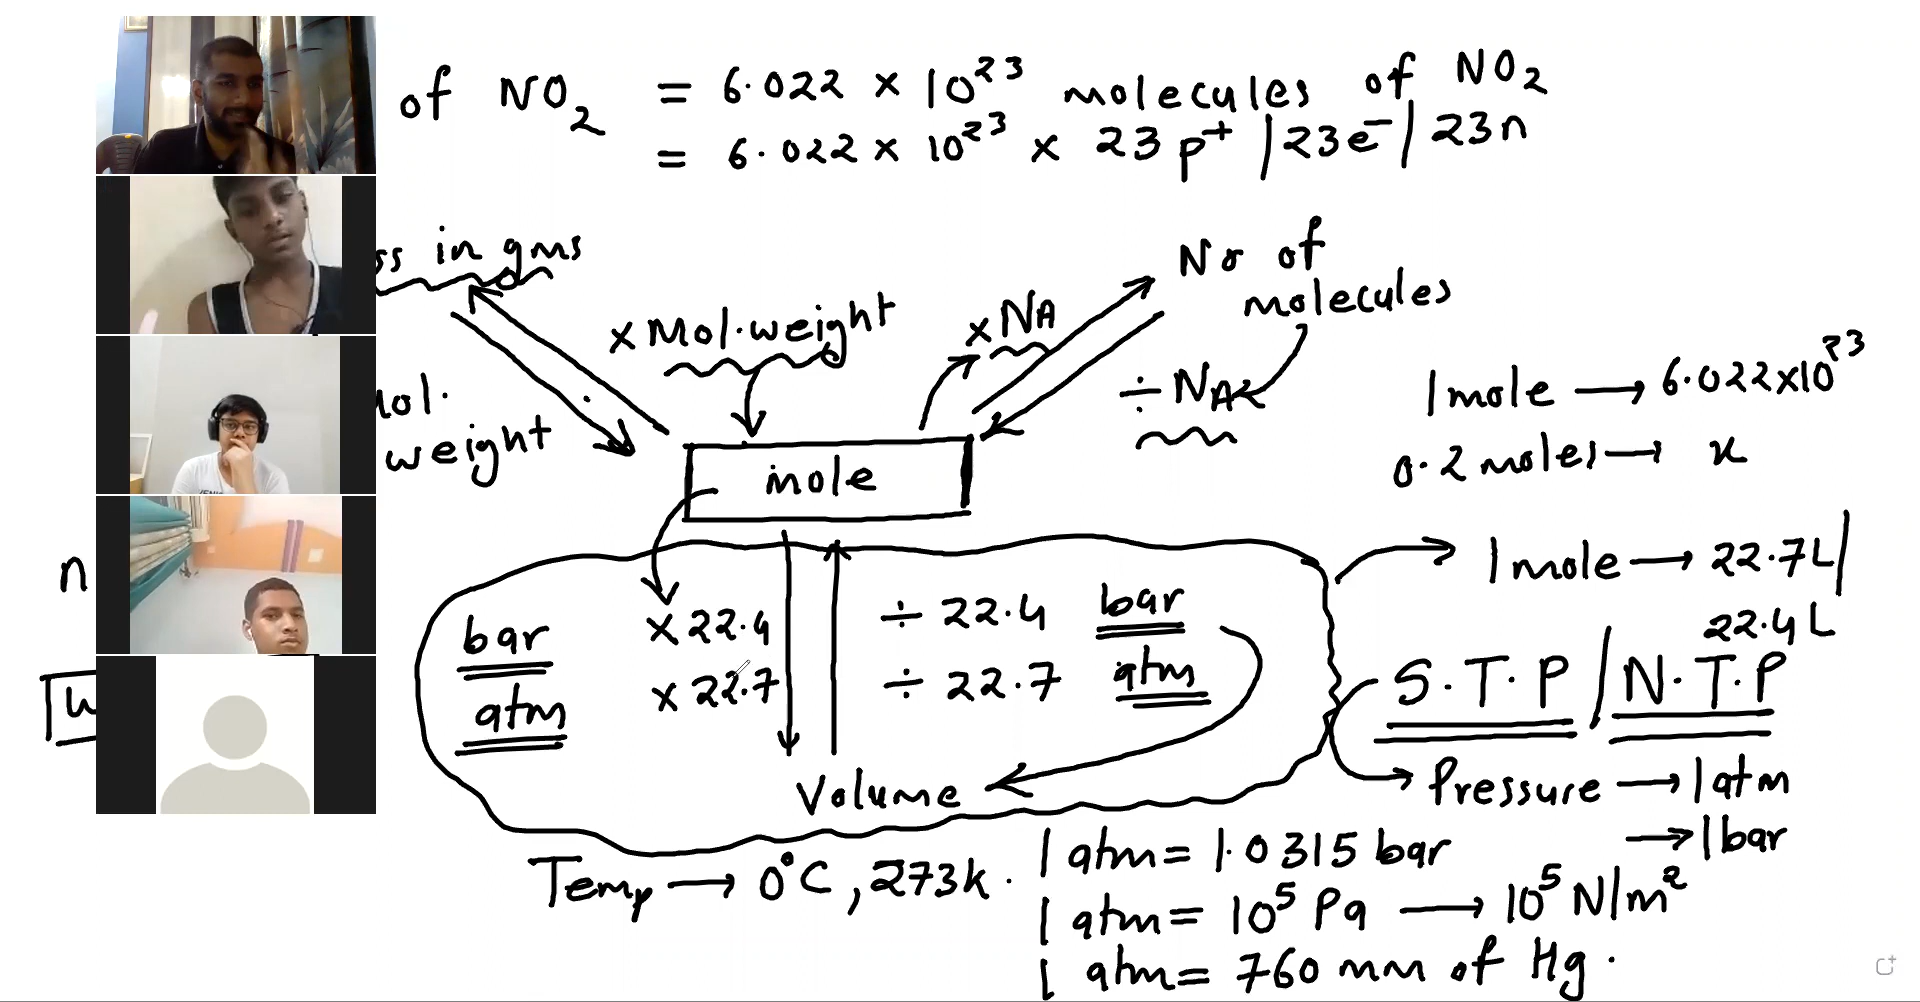 of NO2 = 6.022 × 10^23 molecules of NO2
= 6.022 × 10^23 × 23 p+ / 23e- / 23n
ss in gms
No of
molecules
× Mol. weight
× NA
÷ NA
1 mole → 6.022×10^23
0.2 moles → x
weight
mole
n
1 mole → 22.7L/
22.4L
bar
× 22.4
÷ 22.4 bar
atm
× 22.7
÷ 22.7 atm
S.T.P / N.T.P
Volume
Pressure → 1 atm
→ 1 bar
Temp → 0°C, 273k.
1 atm = 1.0315 bar
1 atm = 10^5 Pa → 10^5 N/m^2
1 atm = 760 mm of Hg.